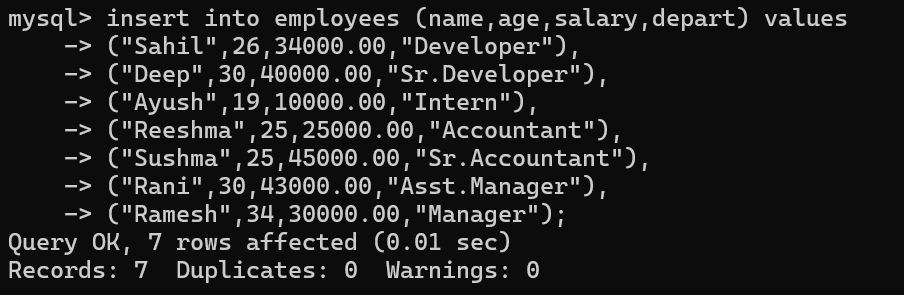 mysql> insert into employees (name,age,salary,depart) values
    -> ("Sahil",26,34000.00,"Developer"),
    -> ("Deep",30,40000.00,"Sr.Developer"),
    -> ("Ayush",19,10000.00,"Intern"),
    -> ("Reeshma",25,25000.00,"Accountant"),
    -> ("Sushma",25,45000.00,"Sr.Accountant"),
    -> ("Rani",30,43000.00,"Asst.Manager"),
    -> ("Ramesh",34,30000.00,"Manager");
Query OK, 7 rows affected (0.01 sec)
Records: 7  Duplicates: 0  Warnings: 0